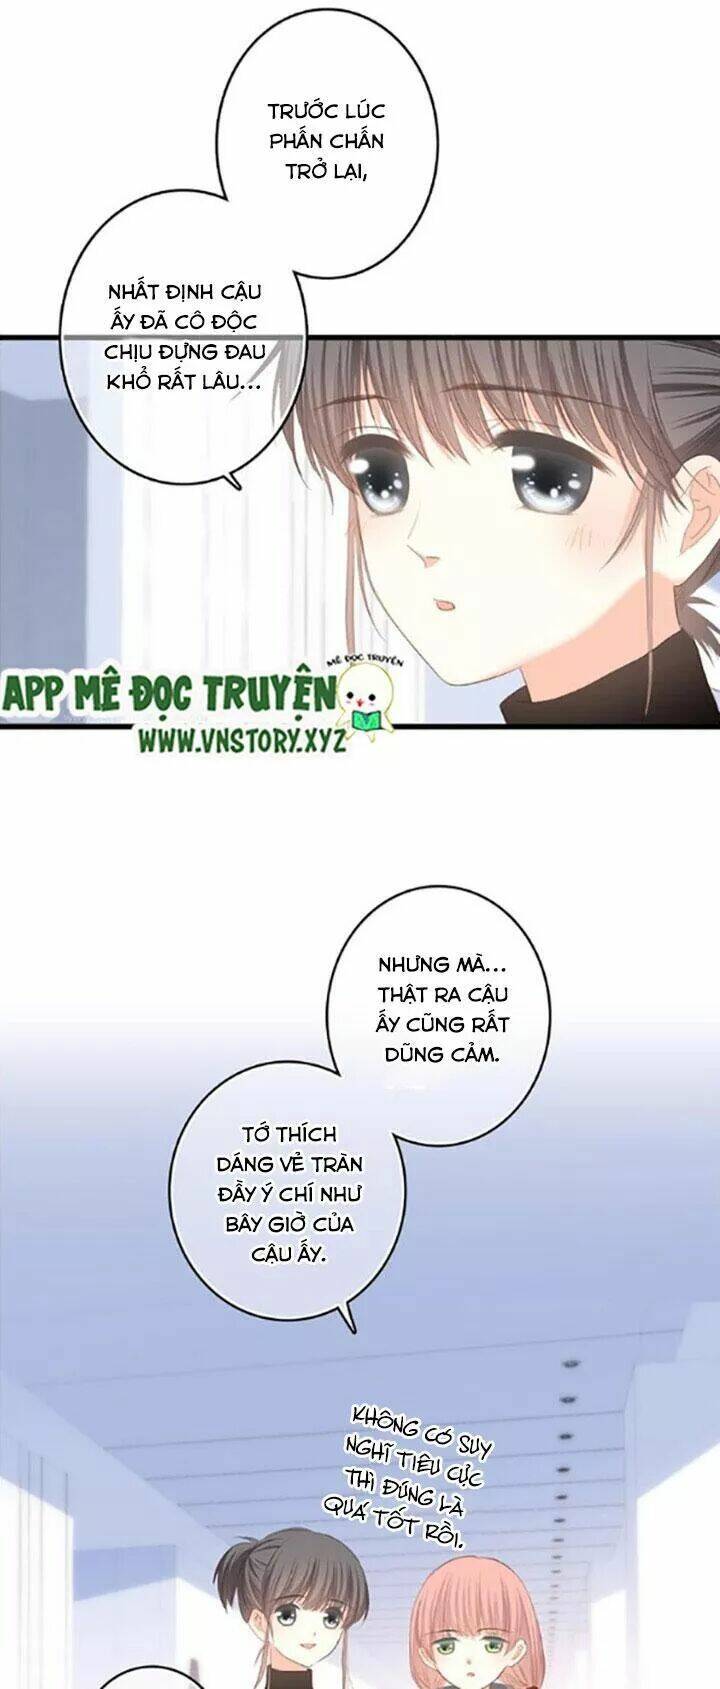 TRƯỚC LÚC
PHẤN CHẤN
TRỞ LẠI,
NHẤT ĐỊNH CẬU
ẤY ĐÃ CÔ ĐỘC
CHỊU ĐỰNG ĐAU
KHỔ RẤT LÂU...
MÊ ĐỌC TRUYỆN
APP MÊ ĐỌC TRUYỆN
WWW.VNSTORY.XYZ
NHƯNG MÀ...
THẬT RA CẬU
ẤY CŨNG RẤT
DŨNG CẢM.
TỚ THÍCH
DÁNG VẺ TRÀN
ĐẦY Ý CHÍ NHƯ
BÂY GIỜ CỦA
CẬU ẤY.
KHÔNG CÓ SUY
NGHĨ TIÊU CỰC
THÌ ĐÚNG LÀ
QUÁ TỐT RỒI.